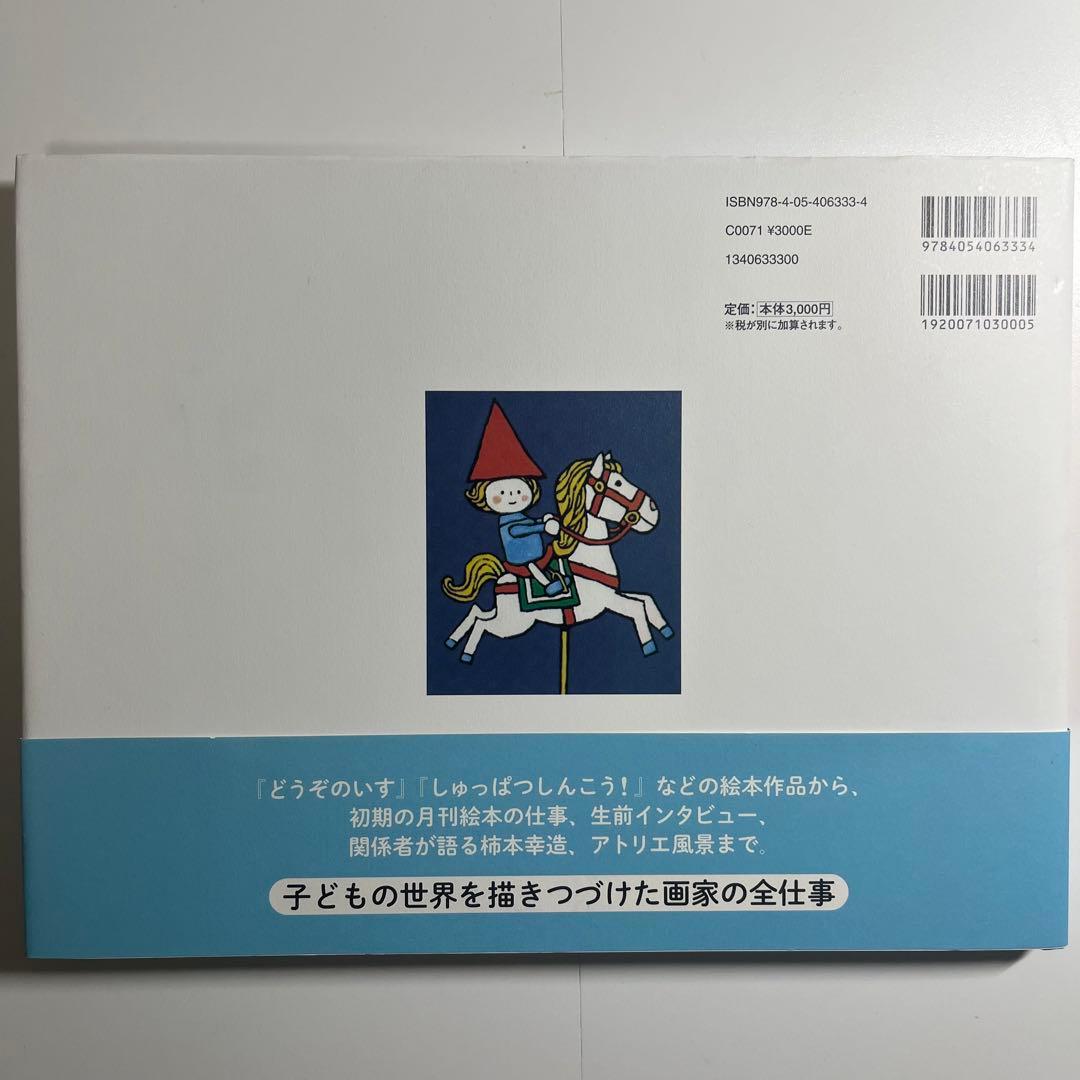 ISBN978-4-05-406333-4
C0071 ¥3000E
1340633300
定価：本体3,000円
※税が別に加算されます。
9784054063334
1920071030005
『どうぞのいす』『しゅっぱつしんこう！』などの絵本作品から、
初期の月刊絵本の仕事、生前インタビュー、
関係者が語る柿本幸造、アトリエ風景まで。
子どもの世界を描きつづけた画家の全仕事